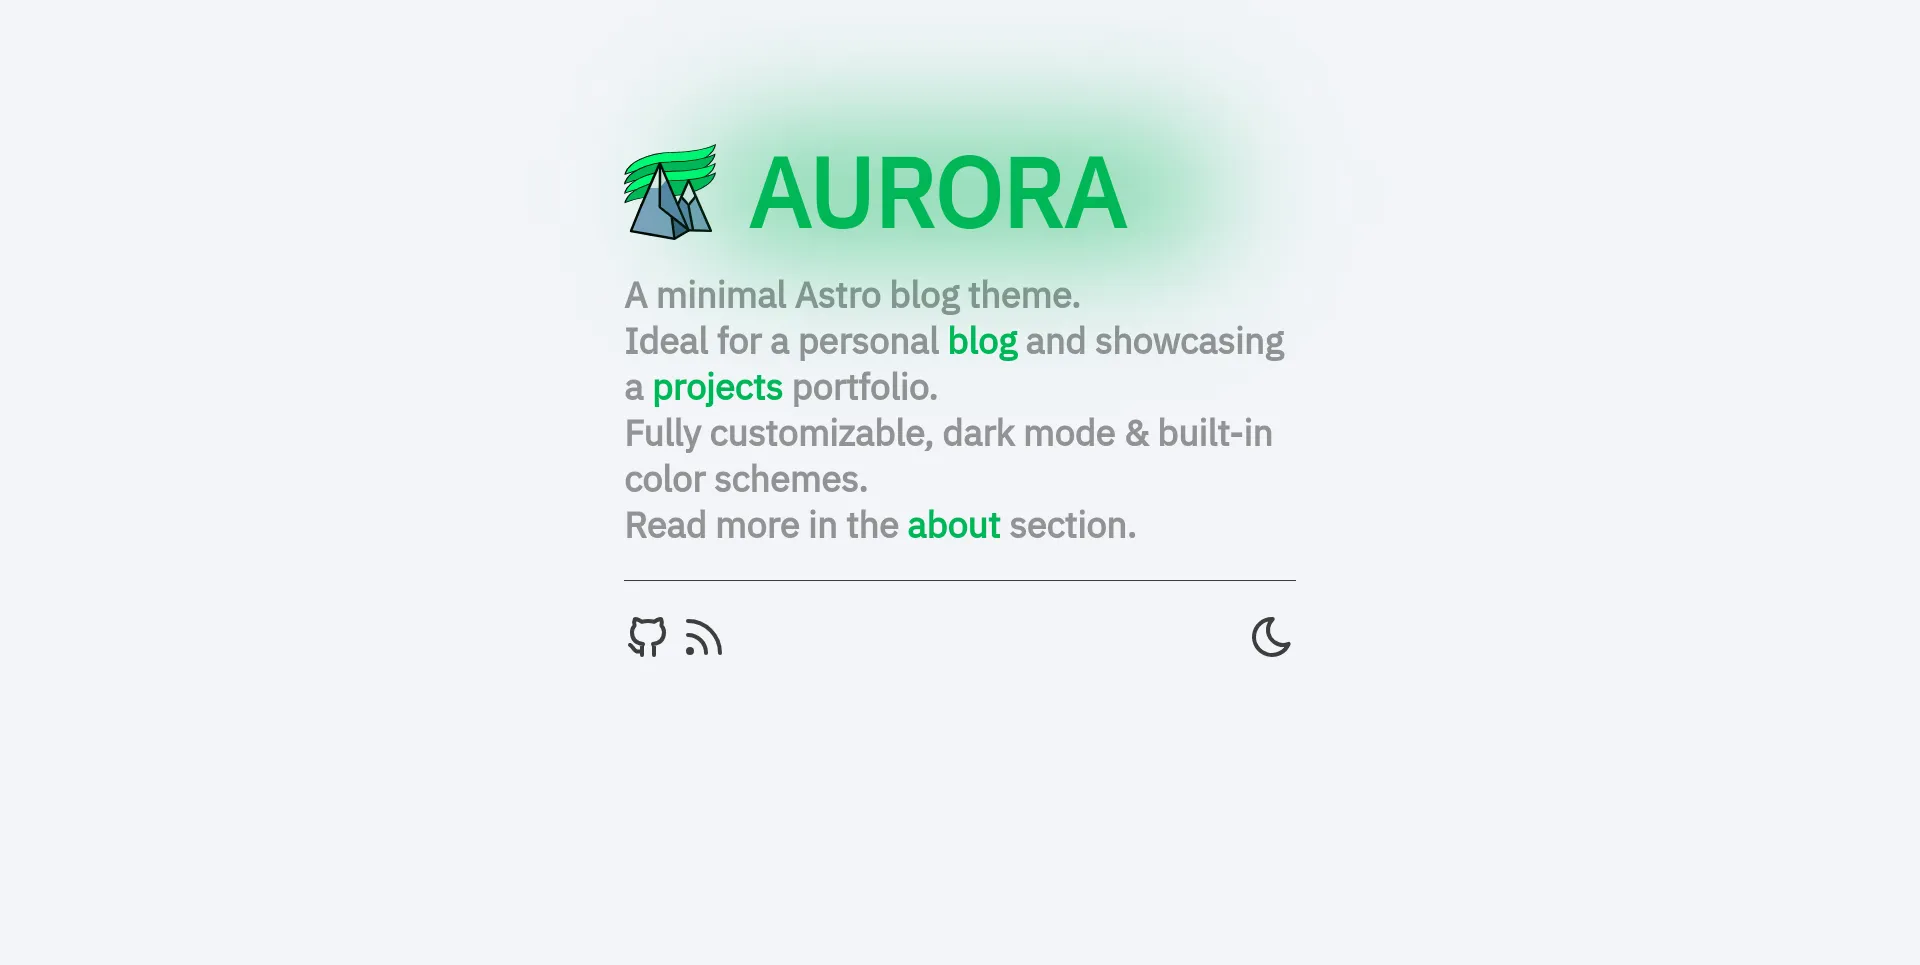 AURORA
A minimal Astro blog theme.
Ideal for a personal blog and showcasing
a projects portfolio.
Fully customizable, dark mode & built-in
color schemes.
Read more in the about section.